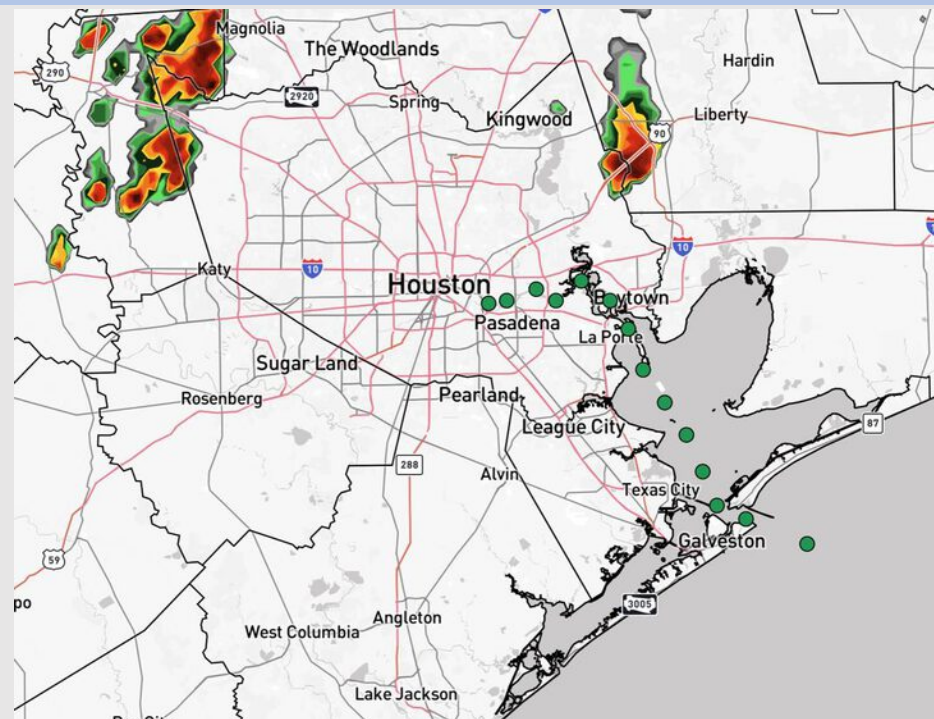 Magnolia
The Woodlands
Hardin
290
2920
Spring
Kingwood
90
Liberty
10
Katy
10
Houston
Baytown
Pasadena
La Porte
Sugar Land
Pearland
Rosenberg
87
League City
288
Alvin
Texas City
Galveston
59
3005
po
Angleton
West Columbia
Lake Jackson